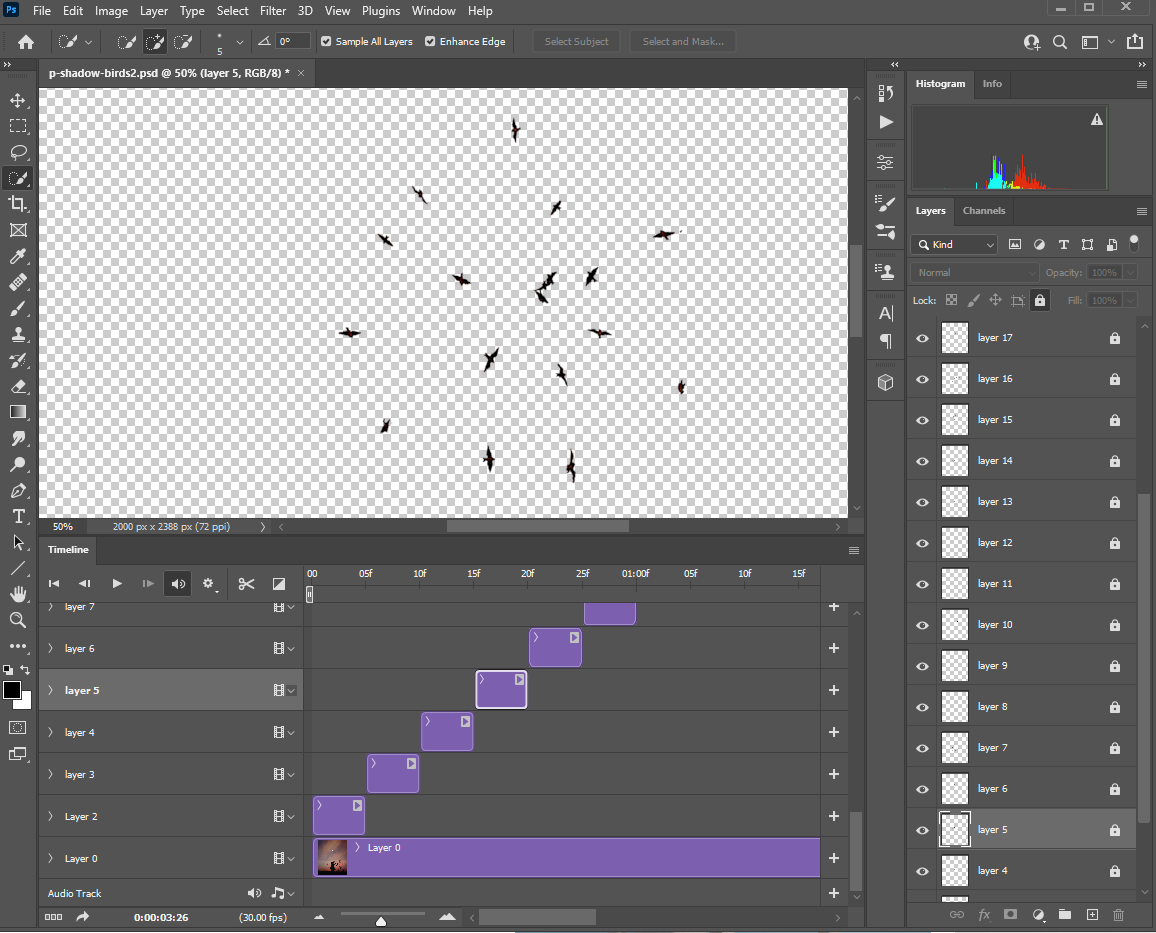 Ps File Edit Image Layer Type Select Filter 3D View Plugins Window Help
5 0° Sample All Layers Enhance Edge Select Subject Select and Mask...
p-shadow-birds2.psd @ 50% (layer 5, RGB/8) * ×
50% 2000 px x 2388 px (72 ppi)
Timeline
00 05f 10f 15f 20f 25f 01:00f 05f 10f 15f
layer 7
layer 6
layer 5
layer 4
layer 3
Layer 2
Layer 0 Layer 0
Audio Track
0:00:03:26 (30.00 fps)
Histogram Info
Layers Channels
Kind
Normal Opacity: 100%
Lock: Fill: 100%
layer 17
layer 16
layer 15
layer 14
layer 13
layer 12
layer 11
layer 10
layer 9
layer 8
layer 7
layer 6
layer 5
layer 4
fx